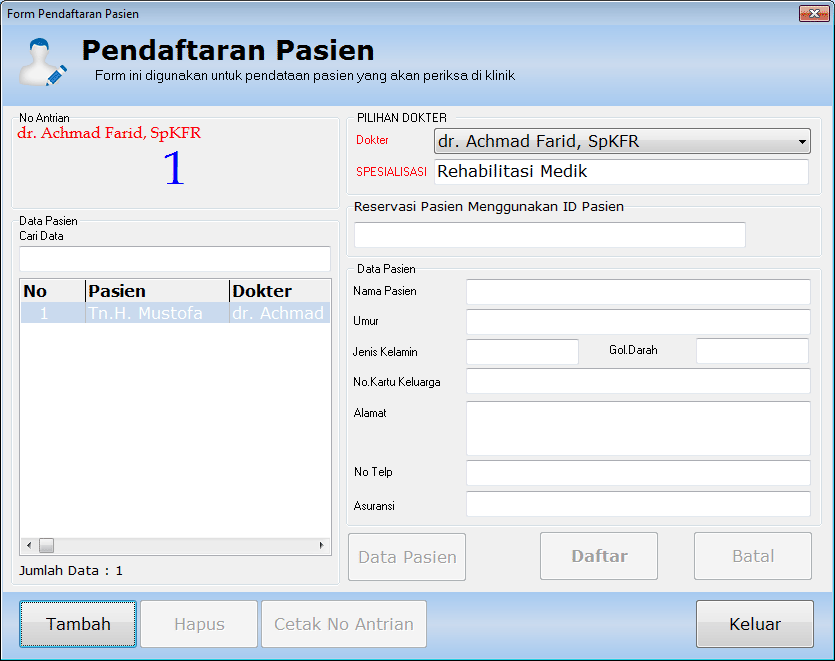 Form Pendaftaran Pasien
Pendaftaran Pasien
Form ini digunakan untuk pendataan pasien yang akan periksa di klinik
No Antrian
dr. Achmad Farid, SpKFR
1
Data Pasien
Cari Data
No Pasien Dokter
1 Tn.H. Mustofa dr. Achmad
Jumlah Data : 1
PILIHAN DOKTER
Dokter dr. Achmad Farid, SpKFR
SPESIALISASI Rehabilitasi Medik
Reservasi Pasien Menggunakan ID Pasien
Data Pasien
Nama Pasien
Umur
Jenis Kelamin Gol.Darah
No.Kartu Keluarga
Alamat
No Telp
Asuransi
Data Pasien Daftar Batal
Tambah Hapus Cetak No Antrian Keluar